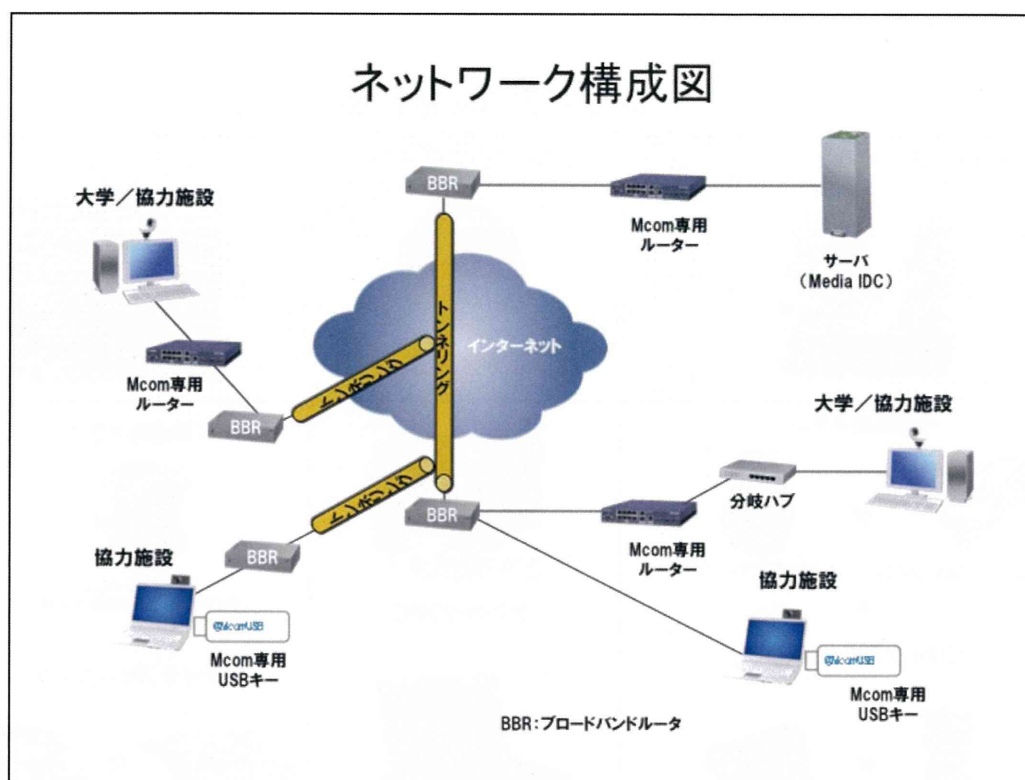 ネットワーク構成図
BBR
大学／協力施設
Mcom専用
ルーター
サーバ
（Media IDC）
トンネリング
インターネット
Mcom専用
ルーター
トンネリング
BBR
大学／協力施設
トンネリング
分岐ハブ
BBR
BBR
Mcom専用
ルーター
協力施設
協力施設
@McomUSB
Mcom専用
USBキー
@McomUSB
Mcom専用
USBキー
BBR：ブロードバンドルータ